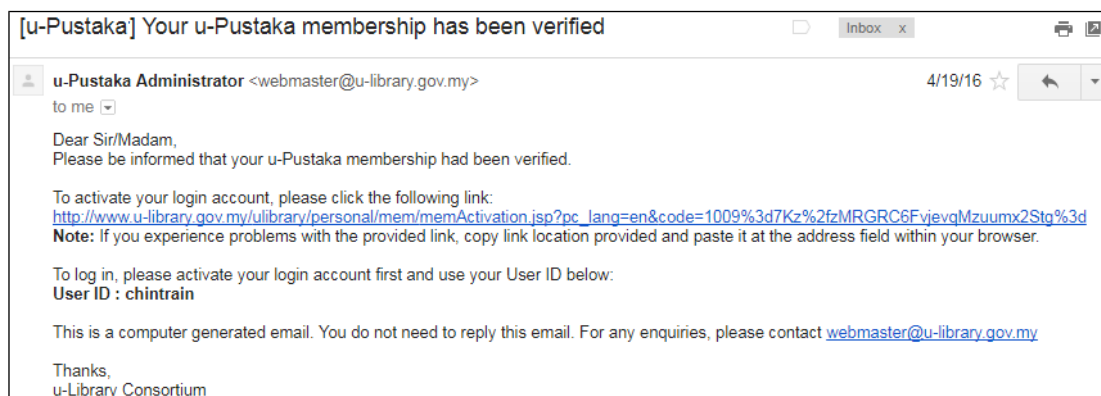 [u-Pustaka] Your u-Pustaka membership has been verified
Inbox x
u-Pustaka Administrator <webmaster@u-library.gov.my>
4/19/16
to me
Dear Sir/Madam,
Please be informed that your u-Pustaka membership had been verified.
To activate your login account, please click the following link:
http://www.u-library.gov.my/ulibrary/personal/mem/memActivation.jsp?pc_lang=en&code=1009%3d7Kz%2fzMRGRC6FvjevqMzuumx2Stg%3d
Note: If you experience problems with the provided link, copy link location provided and paste it at the address field within your browser.
To log in, please activate your login account first and use your User ID below:
User ID : chintrain
This is a computer generated email. You do not need to reply this email. For any enquiries, please contact webmaster@u-library.gov.my
Thanks,
u-Library Consortium